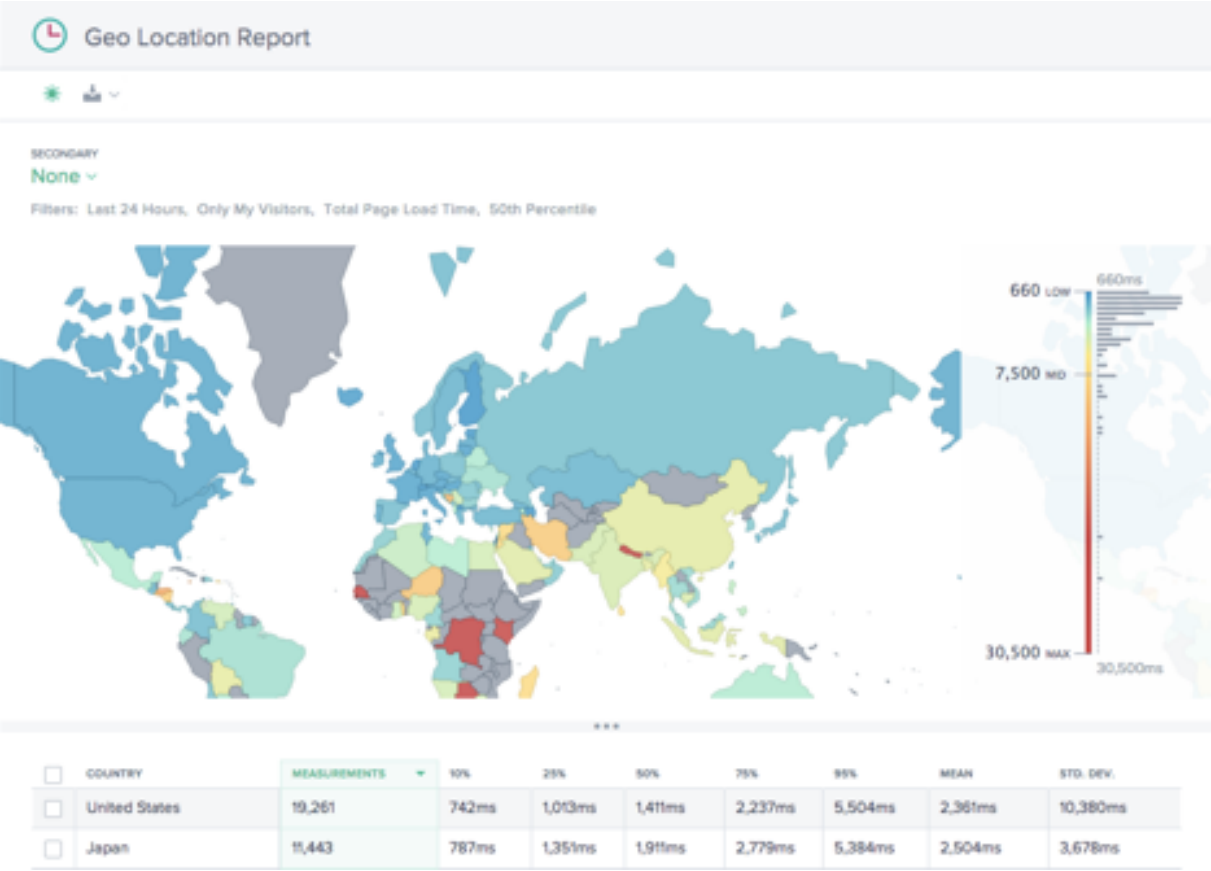 Geo Location Report
SECONDARY
None
Filters: Last 24 Hours, Only My Visitors, Total Page Load Time, 50th Percentile
660 LOW
660ms
7,500 MID
30,500 MAX
30,500ms
COUNTRY MEASUREMENTS 10% 25% 50% 75% 95% MEAN STD. DEV.
United States 19,261 742ms 1,013ms 1,411ms 2,237ms 5,504ms 2,361ms 10,380ms
Japan 11,443 787ms 1,351ms 1,911ms 2,779ms 5,384ms 2,504ms 3,678ms